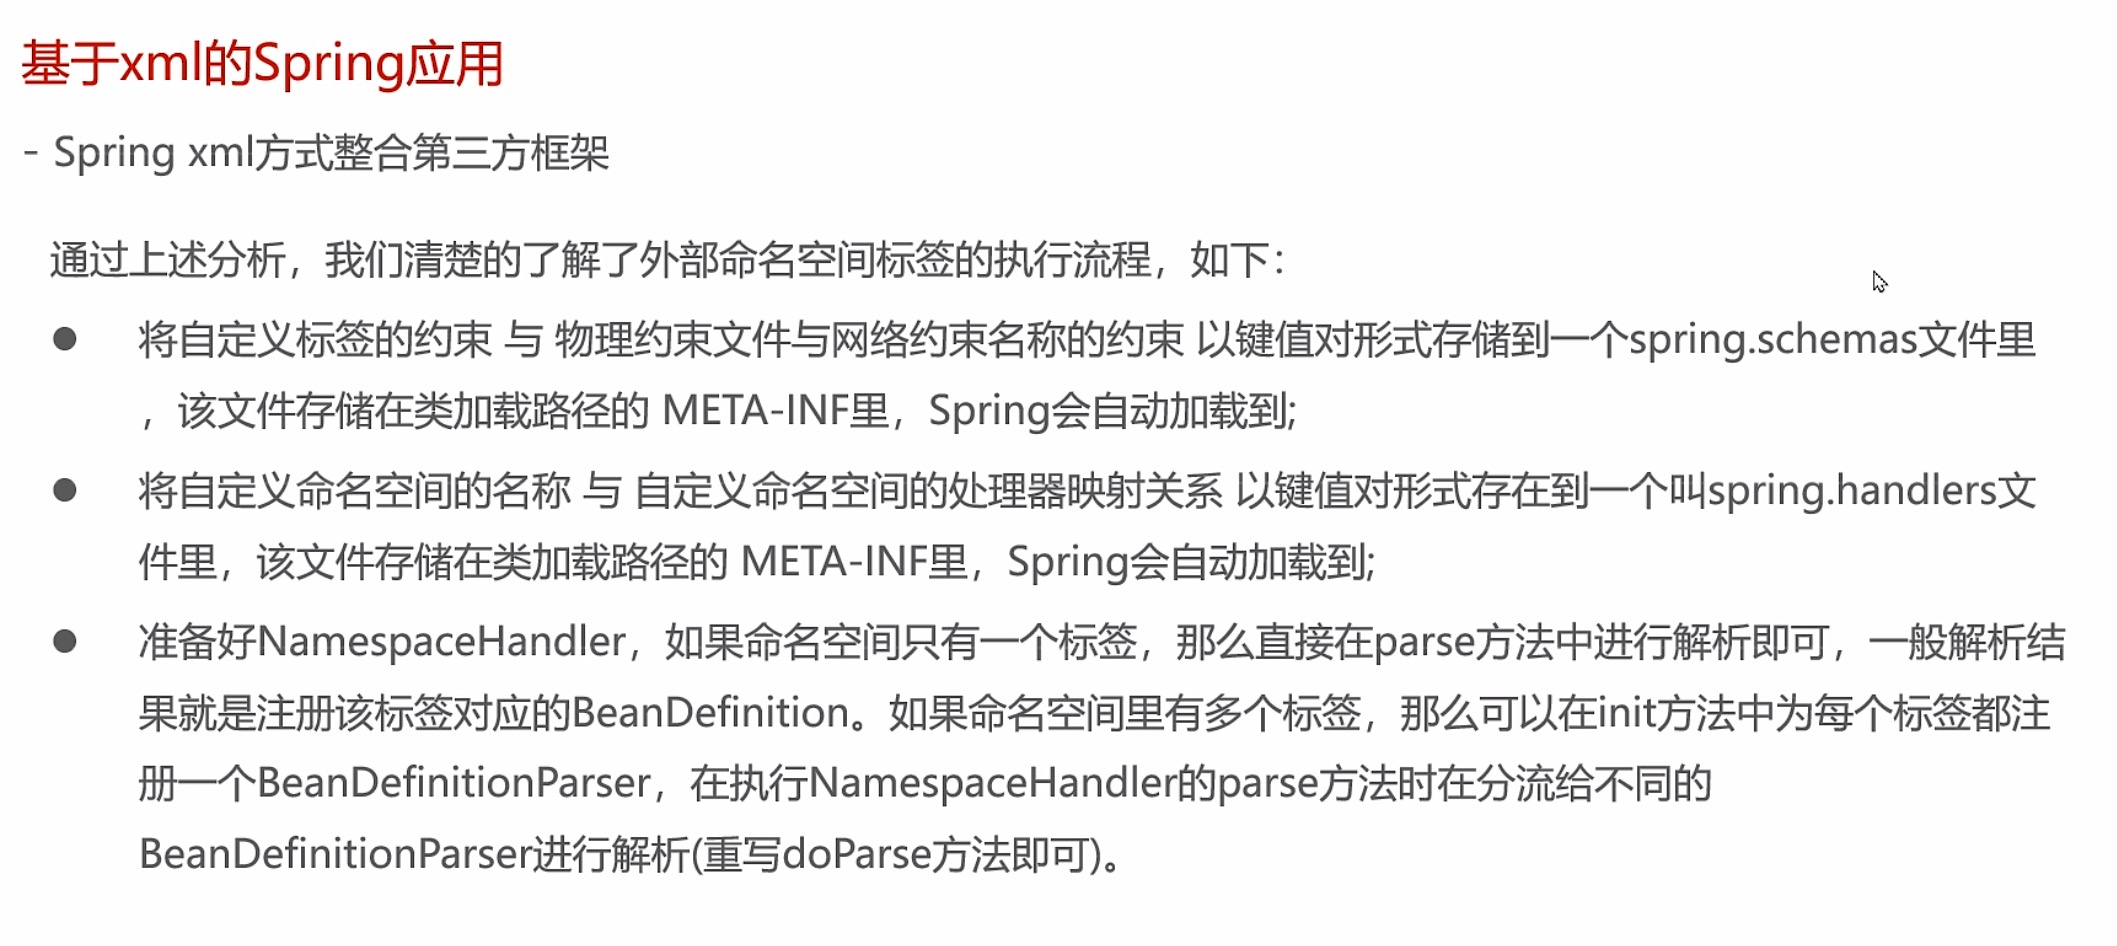 基于xml的Spring应用
- Spring xml方式整合第三方框架
通过上述分析，我们清楚的了解了外部命名空间标签的执行流程，如下：
● 将自定义标签的约束 与 物理约束文件与网络约束名称的约束 以键值对形式存储到一个spring.schemas文件里
，该文件存储在类加载路径的 META-INF里，Spring会自动加载到;
● 将自定义命名空间的名称 与 自定义命名空间的处理器映射关系 以键值对形式存在到一个叫spring.handlers文
件里，该文件存储在类加载路径的 META-INF里，Spring会自动加载到;
● 准备好NamespaceHandler，如果命名空间只有一个标签，那么直接在parse方法中进行解析即可，一般解析结
果就是注册该标签对应的BeanDefinition。如果命名空间里有多个标签，那么可以在init方法中为每个标签都注
册一个BeanDefinitionParser，在执行NamespaceHandler的parse方法时在分流给不同的
BeanDefinitionParser进行解析(重写doParse方法即可)。